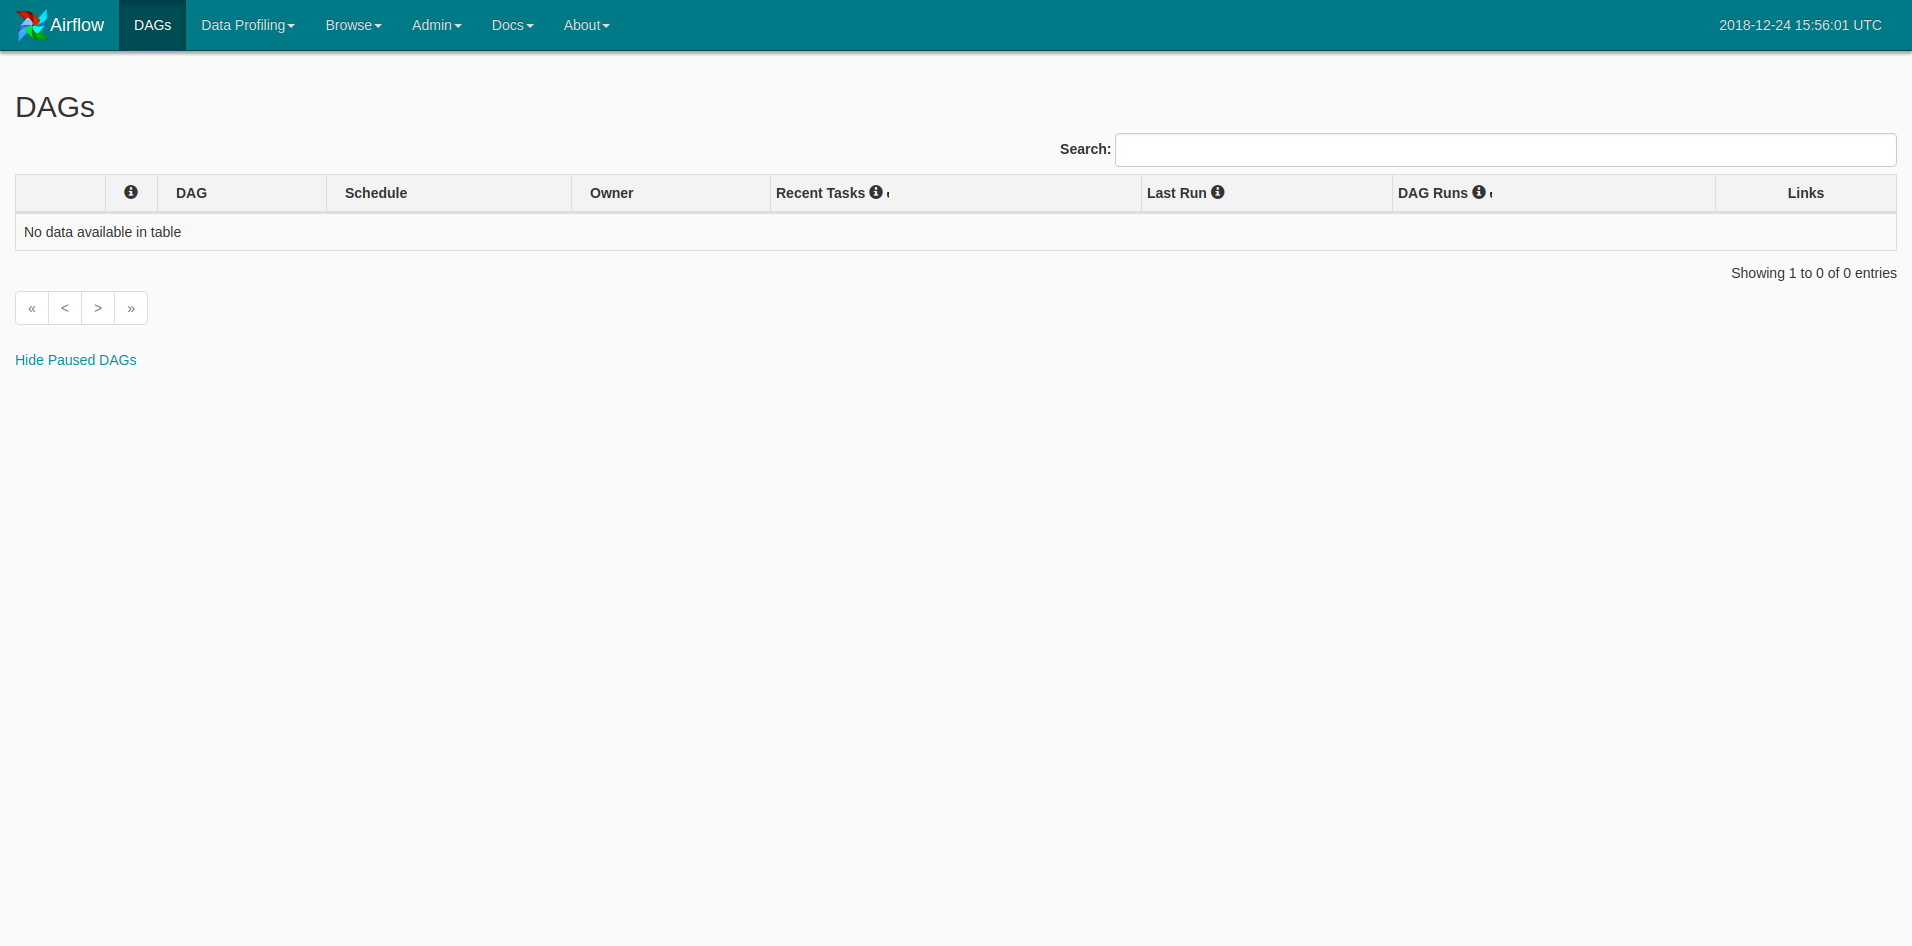 Airflow DAGs Data Profiling Browse Admin Docs About 2018-12-24 15:56:01 UTC
DAGs
Search:
DAG Schedule Owner Recent Tasks Last Run DAG Runs Links
No data available in table
Showing 1 to 0 of 0 entries
« < > »
Hide Paused DAGs